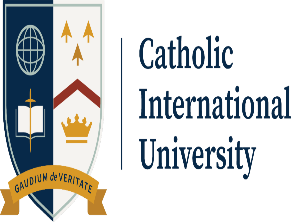 GAUDIUM de VERITATE
Catholic
International
University